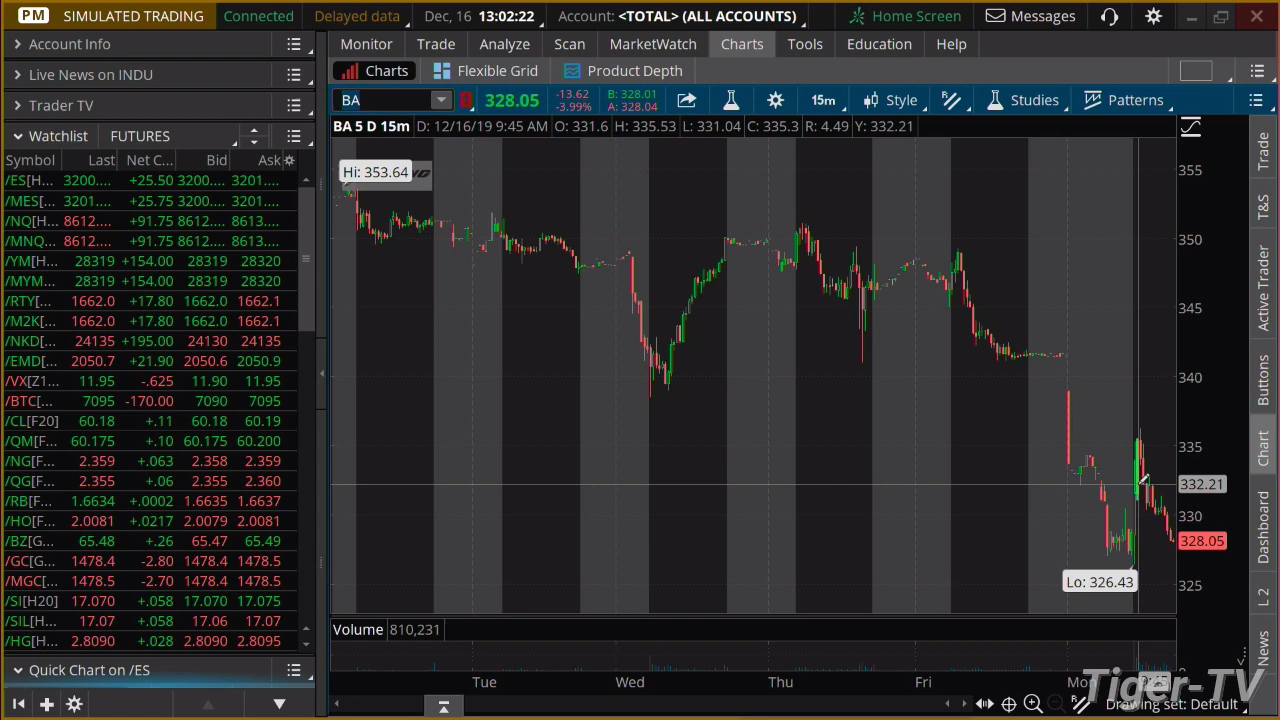 PM SIMULATED TRADING Connected Delayed data Dec, 16 13:02:22 Account: <TOTAL> (ALL ACCOUNTS) Home Screen Messages
Account Info
Live News on INDU
Trader TV
Watchlist FUTURES
Symbol Last Net C... Bid Ask
/ES[H... 3200.... +25.50 3200.... 3201....
/MES[... 3201.... +25.75 3200.... 3201....
/NQ[H... 8612.... +91.75 8612.... 8613....
/MNQ... 8612.... +91.75 8612.... 8613....
/YM[H... 28319 +154.00 28319 28320
/MYM... 28319 +154.00 28319 28320
/RTY[... 1662.0 +17.80 1662.0 1662.1
/M2K[... 1662.0 +17.80 1662.0 1662.1
/NKD[... 24135 +195.00 24130 24135
/EMD[... 2050.7 +21.90 2050.6 2050.9
/VX[Z1... 11.95 -.625 11.90 11.95
/BTC[... 7095 -170.00 7090 7095
/CL[F20] 60.18 +.11 60.18 60.19
/QM[F... 60.175 +.10 60.175 60.200
/NG[F... 2.359 +.063 2.358 2.359
/QG[F... 2.355 +.06 2.355 2.360
/RB[F... 1.6634 +.0002 1.6635 1.6637
/HO[F... 2.0081 +.0217 2.0079 2.0081
/BZ[G... 65.48 +.26 65.47 65.49
/GC[G... 1478.4 -2.80 1478.4 1478.5
/MGC[... 1478.5 -2.70 1478.4 1478.5
/SI[H20] 17.070 +.058 17.070 17.075
/SIL[H... 17.07 +.058 17.06 17.07
/HG[H... 2.8090 +.028 2.8090 2.8095
Quick Chart on /ES
Monitor Trade Analyze Scan MarketWatch Charts Tools Education Help
Charts Flexible Grid Product Depth
BA 328.05 -13.62 -3.99% B: 328.01 A: 328.04 15m Style Studies Patterns
BA 5 D 15m D: 12/16/19 9:45 AM O: 331.6 H: 335.53 L: 331.04 C: 335.3 R: 4.49 Y: 332.21
Hi: 353.64
355
350
345
340
335
332.21
330
328.05
Lo: 326.43
325
Volume 810,231
Tue Wed Thu Fri Mon
Drawing set: Default
Trade
T&S
Active Trader
Buttons
Chart
Dashboard
L 2
News
Tiger-TV